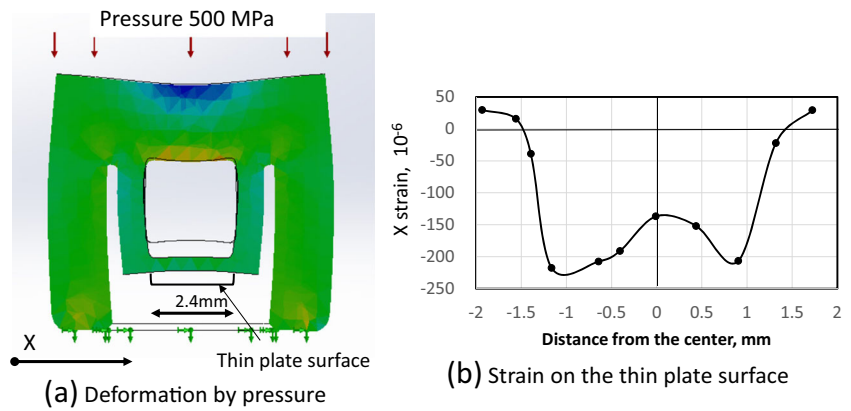 Pressure 500 MPa
2.4mm
X
Thin plate surface
(a) Deformation by pressure
X strain, 10-6
50
0
-50
-100
-150
-200
-250
-2 -1.5 -1 -0.5 0 0.5 1 1.5 2
Distance from the center, mm
(b) Strain on the thin plate surface